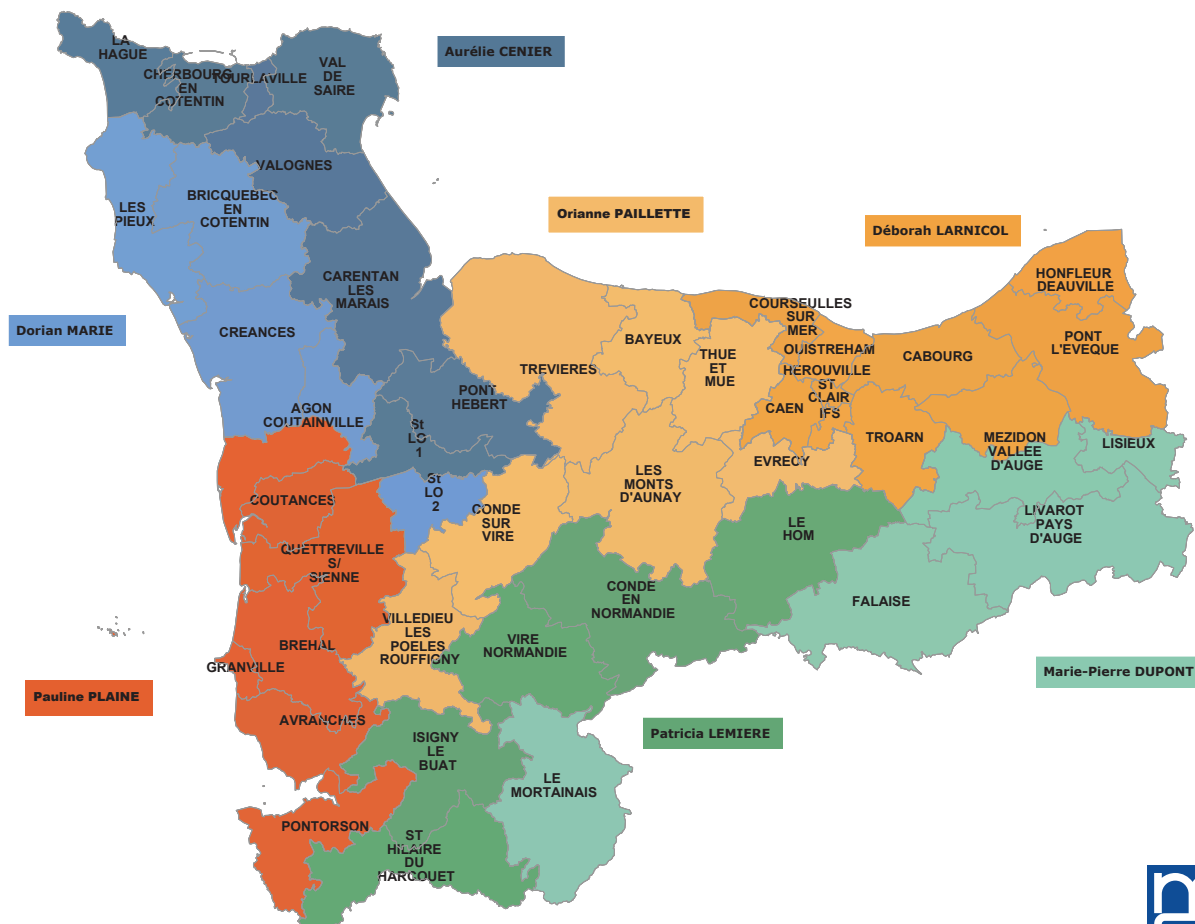 LA
HAGUE
CHERBOURG
EN
COTENTIN
TOURLAVILLE
VAL
DE
SAIRE
Aurélie CENIER
VALOGNES
LES
PIEUX
BRICQUEBEC
EN
COTENTIN
Orianne PAILLETTE
Déborah LARNICOL
CARENTAN
LES
MARAIS
HONFLEUR
DEAUVILLE
Dorian MARIE
CREANCES
COURSEULLES
SUR
MER
BAYEUX
THUE
ET
MUE
OUISTREHAM
CABOURG
PONT
L'EVEQUE
TREVIERES
HEROUVILLE
ST
CLAIR
IFS
PONT
HEBERT
AGON
COUTAINVILLE
CAEN
St
LO
1
TROARN
MEZIDON
VALLEE
D'AUGE
LISIEUX
EVRECY
St
LO
2
LES
MONTS
D'AUNAY
COUTANCES
CONDE
SUR
VIRE
LE
HOM
LIVAROT
PAYS
D'AUGE
QUETTREVILLE
S/
SIENNE
CONDE
EN
NORMANDIE
FALAISE
VILLEDIEU
LES
POELES
ROUFFIGNY
BREHAL
VIRE
NORMANDIE
GRANVILLE
Marie-Pierre DUPONT
Pauline PLAINE
AVRANCHES
Patricia LEMIERE
ISIGNY
LE
BUAT
LE
MORTAINAIS
PONTORSON
ST
HILAIRE
DU
HARCOUET